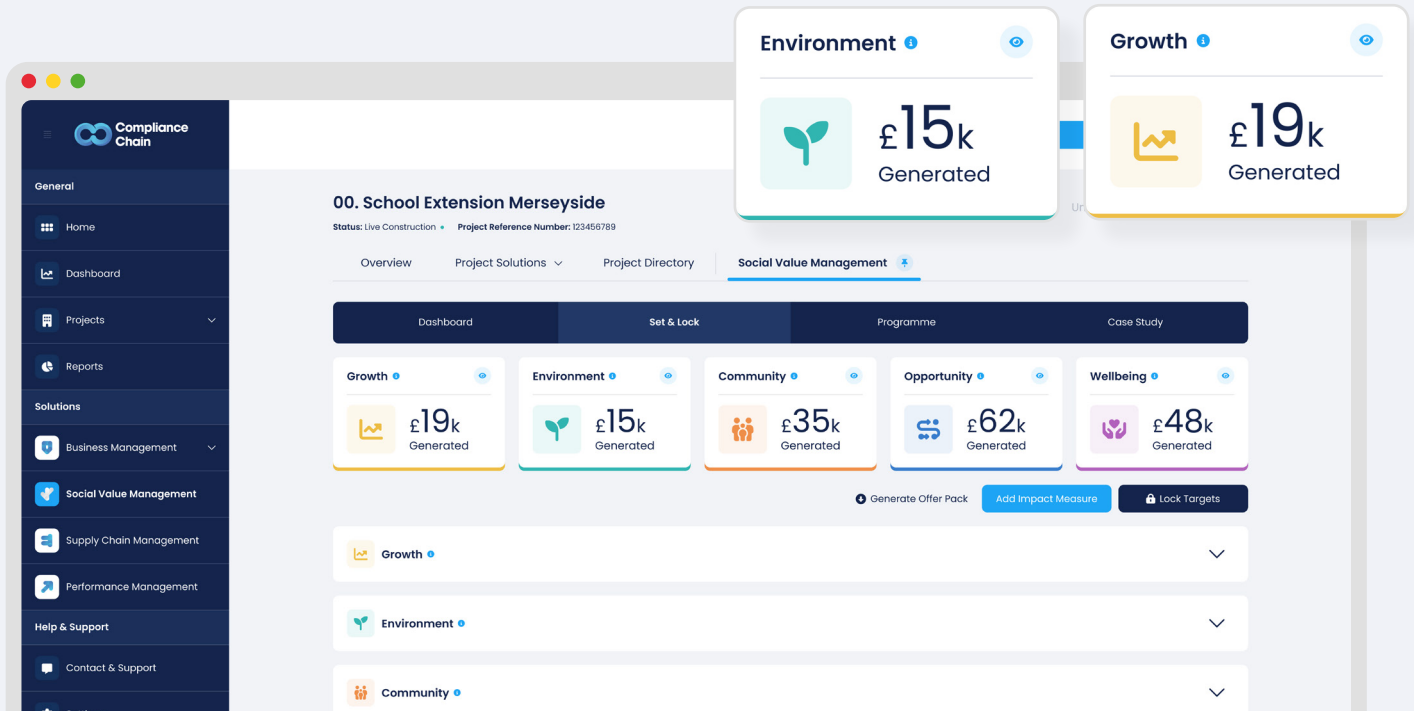 Environment
£15k
Generated
Growth
£19k
Generated
Compliance
Chain
General
Home
Dashboard
Projects
Reports
Solutions
Business Management
Social Value Management
Supply Chain Management
Performance Management
Help & Support
Contact & Support
00. School Extension Merseyside
Status: Live Construction • Project Reference Number: 123456789
Overview Project Solutions Project Directory Social Value Management
Dashboard Set & Lock Programme Case Study
Growth Environment Community Opportunity Wellbeing
£19k £15k £35k £62k £48k
Generated Generated Generated Generated Generated
Generate Offer Pack Add Impact Measure Lock Targets
Growth
Environment
Community